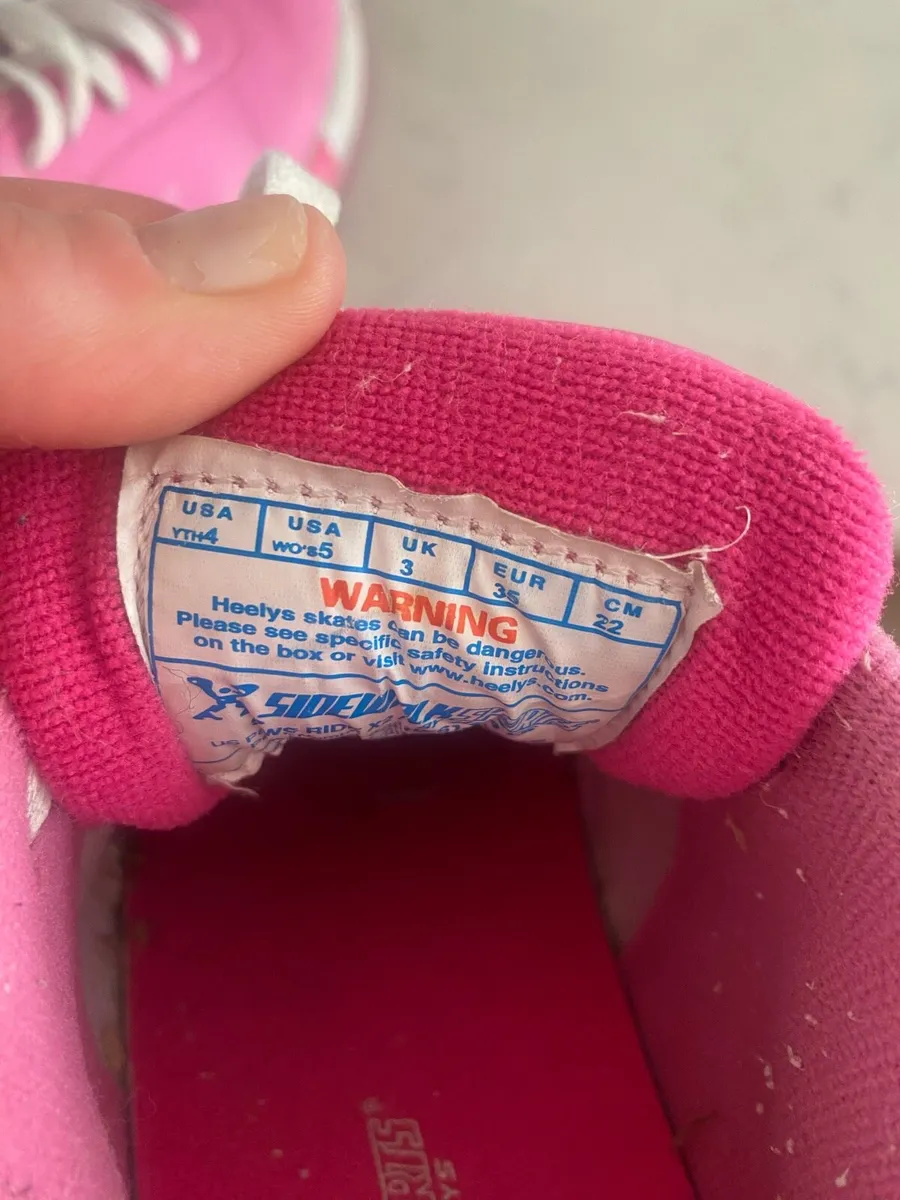 USA USA UK EUR CM
YTH4 WO's5 3 35 22
WARNING
Heelys skates can be dangerous.
Please see specific safety instructions
on the box or visit www.heelys.com.
SIDEWALK
US